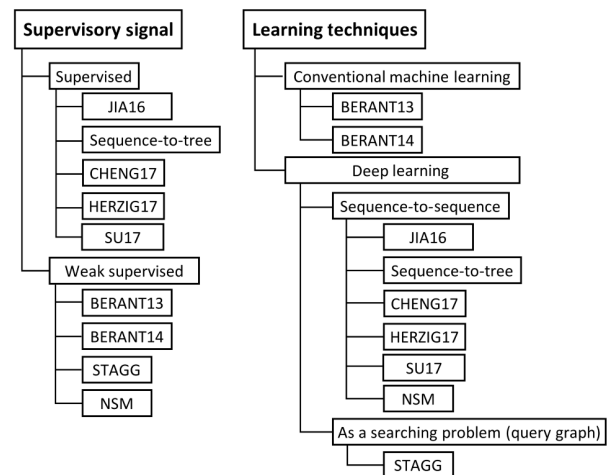 Supervisory signal
Supervised
JIA16
Sequence-to-tree
CHENG17
HERZIG17
SU17
Weak supervised
BERANT13
BERANT14
STAGG
NSM
Learning techniques
Conventional machine learning
BERANT13
BERANT14
Deep learning
Sequence-to-sequence
JIA16
Sequence-to-tree
CHENG17
HERZIG17
SU17
NSM
As a searching problem (query graph)
STAGG